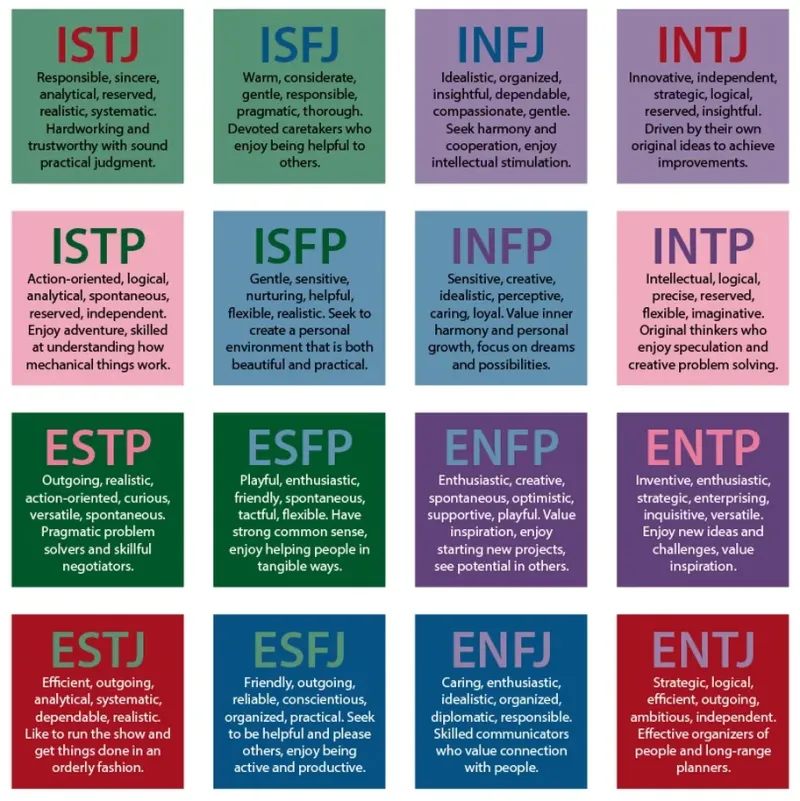 ISTJ
Responsible, sincere,
analytical, reserved,
realistic, systematic.
Hardworking and
trustworthy with sound
practical judgment.
ISFJ
Warm, considerate,
gentle, responsible,
pragmatic, thorough.
Devoted caretakers who
enjoy being helpful to
others.
INFJ
Idealistic, organized,
insightful, dependable,
compassionate, gentle.
Seek harmony and
cooperation, enjoy
intellectual stimulation.
INTJ
Innovative, independent,
strategic, logical,
reserved, insightful.
Driven by their own
original ideas to achieve
improvements.
ISTP
Action-oriented, logical,
analytical, spontaneous,
reserved, independent.
Enjoy adventure, skilled
at understanding how
mechanical things work.
ISFP
Gentle, sensitive,
nurturing, helpful,
flexible, realistic. Seek to
create a personal
environment that is both
beautiful and practical.
INFP
Sensitive, creative,
idealistic, perceptive,
caring, loyal. Value inner
harmony and personal
growth, focus on dreams
and possibilities.
INTP
Intellectual, logical,
precise, reserved,
flexible, imaginative.
Original thinkers who
enjoy speculation and
creative problem solving.
ESTP
Outgoing, realistic,
action-oriented, curious,
versatile, spontaneous.
Pragmatic problem
solvers and skillful
negotiators.
ESFP
Playful, enthusiastic,
friendly, spontaneous,
tactful, flexible. Have
strong common sense,
enjoy helping people in
tangible ways.
ENFP
Enthusiastic, creative,
spontaneous, optimistic,
supportive, playful. Value
inspiration, enjoy
starting new projects,
see potential in others.
ENTP
Inventive, enthusiastic,
strategic, enterprising,
inquisitive, versatile.
Enjoy new ideas and
challenges, value
inspiration.
ESTJ
Efficient, outgoing,
analytical, systematic,
dependable, realistic.
Like to run the show and
get things done in an
orderly fashion.
ESFJ
Friendly, outgoing,
reliable, conscientious,
organized, practical. Seek
to be helpful and please
others, enjoy being
active and productive.
ENFJ
Caring, enthusiastic,
idealistic, organized,
diplomatic, responsible.
Skilled communicators
who value connection
with people.
ENTJ
Strategic, logical,
efficient, outgoing,
ambitious, independent.
Effective organizers of
people and long-range
planners.